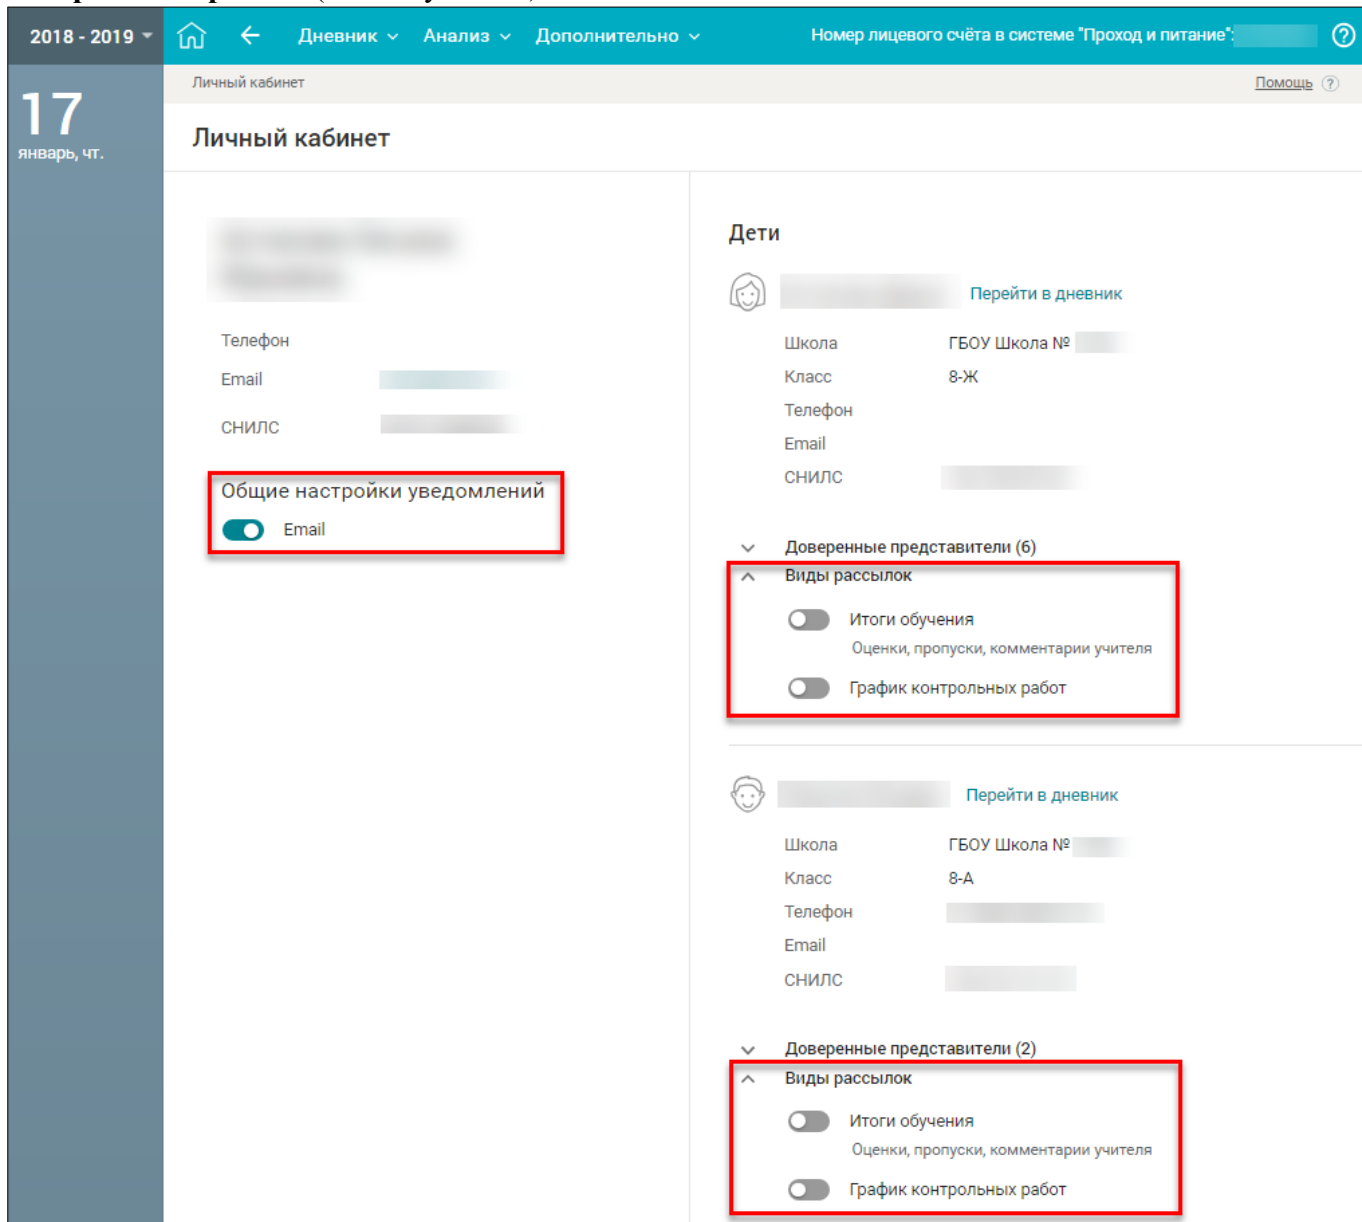 2018 - 2019 Дневник Анализ Дополнительно Номер лицевого счёта в системе "Проход и питание":
17
январь, чт.
Личный кабинет Помощь
Личный кабинет
Телефон
Email
СНИЛС
Общие настройки уведомлений
Email
Дети
Перейти в дневник
Школа ГБОУ Школа №
Класс 8-Ж
Телефон
Email
СНИЛС
Доверенные представители (6)
Виды рассылок
Итоги обучения
Оценки, пропуски, комментарии учителя
График контрольных работ
Перейти в дневник
Школа ГБОУ Школа №
Класс 8-А
Телефон
Email
СНИЛС
Доверенные представители (2)
Виды рассылок
Итоги обучения
Оценки, пропуски, комментарии учителя
График контрольных работ